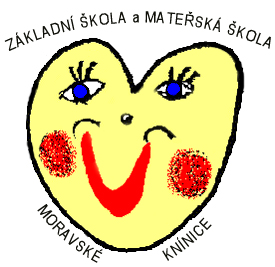 ZÁKLADNÍ ŠKOLA a MATEŘSKÁ ŠKOLA
MORAVSKÉ KNÍNICE